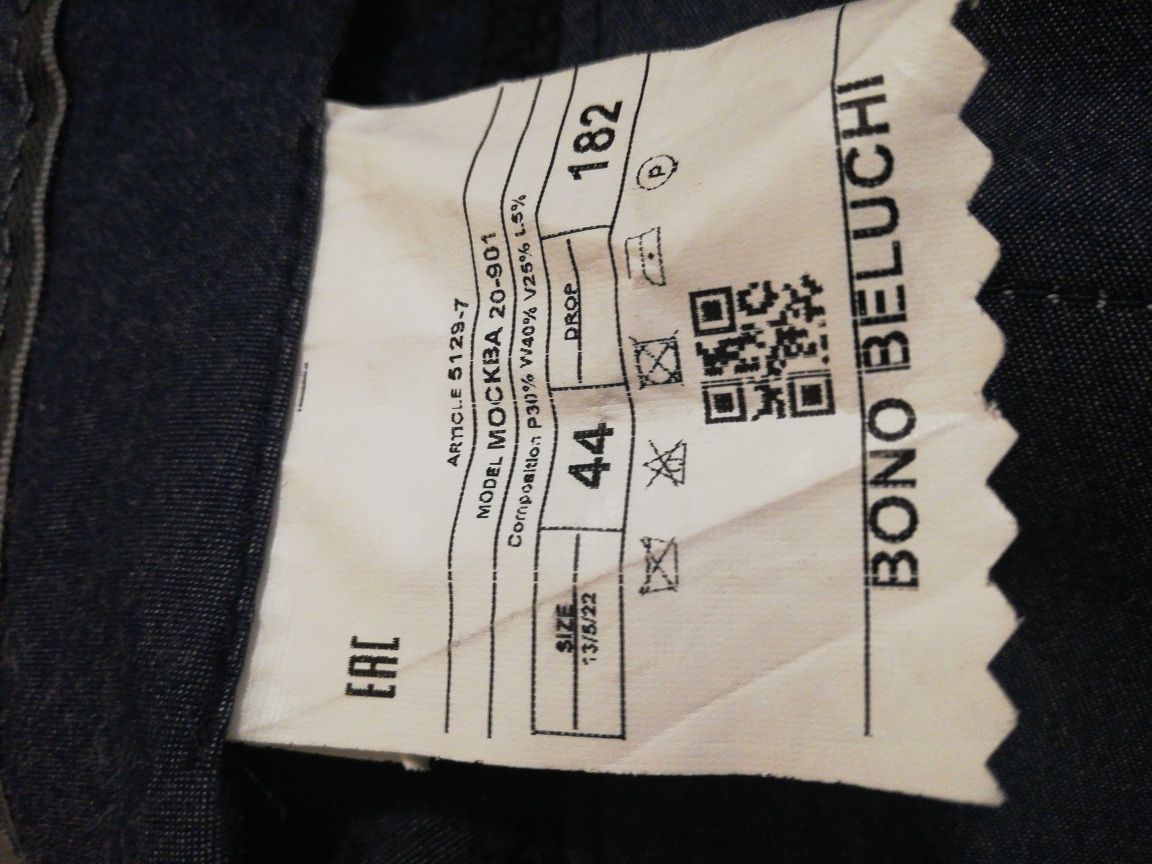 EAC
ARTICLE 5129-7
MODEL МОСКВА 20-901
Composition P30% W40% V25% L5%
SIZE 44 DROP 182
13/5/22
P
BONO BELUCHI